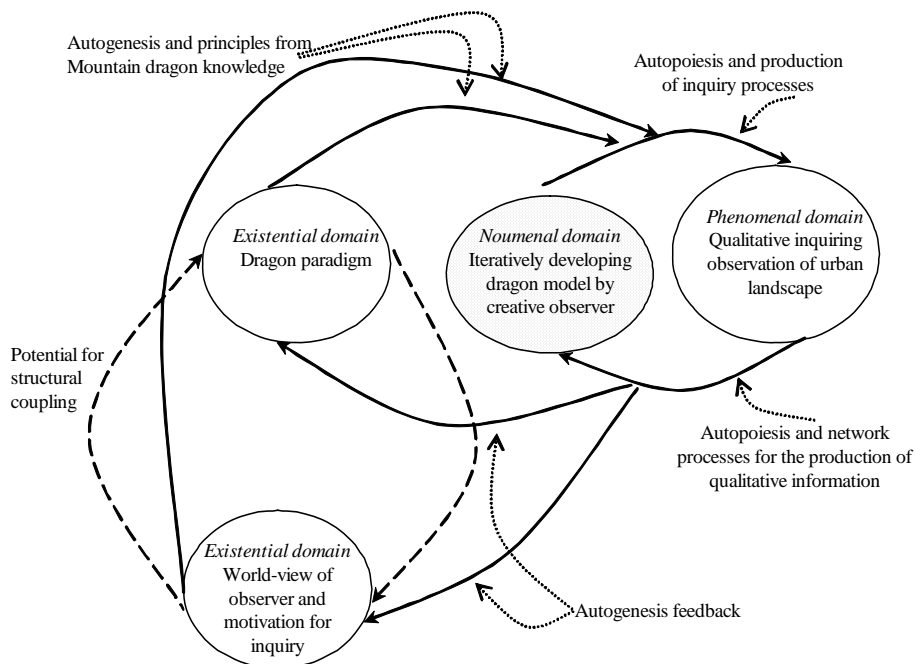 Autogenesis and principles from
Mountain dragon knowledge
Autopoiesis and production
of inquiry processes
Existential domain
Dragon paradigm
Noumenal domain
Iteratively developing
dragon model by
creative observer
Phenomenal domain
Qualitative inquiring
observation of urban
landscape
Potential for
structural
coupling
Autopoiesis and network
processes for the production of
qualitative information
Existential domain
World-view of
observer and
motivation for
inquiry
Autogenesis feedback